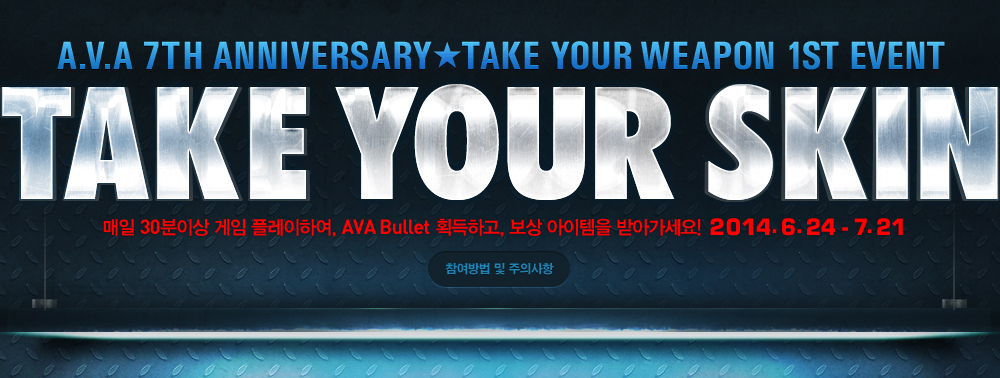 A.V.A 7TH ANNIVERSARY★TAKE YOUR WEAPON 1ST EVENT
TAKE YOUR SKIN
매일 30분이상 게임 플레이하여, AVA Bullet 획득하고, 보상 아이템을 받아가세요! 2014.6.24 - 7.21
참여방법 및 주의사항